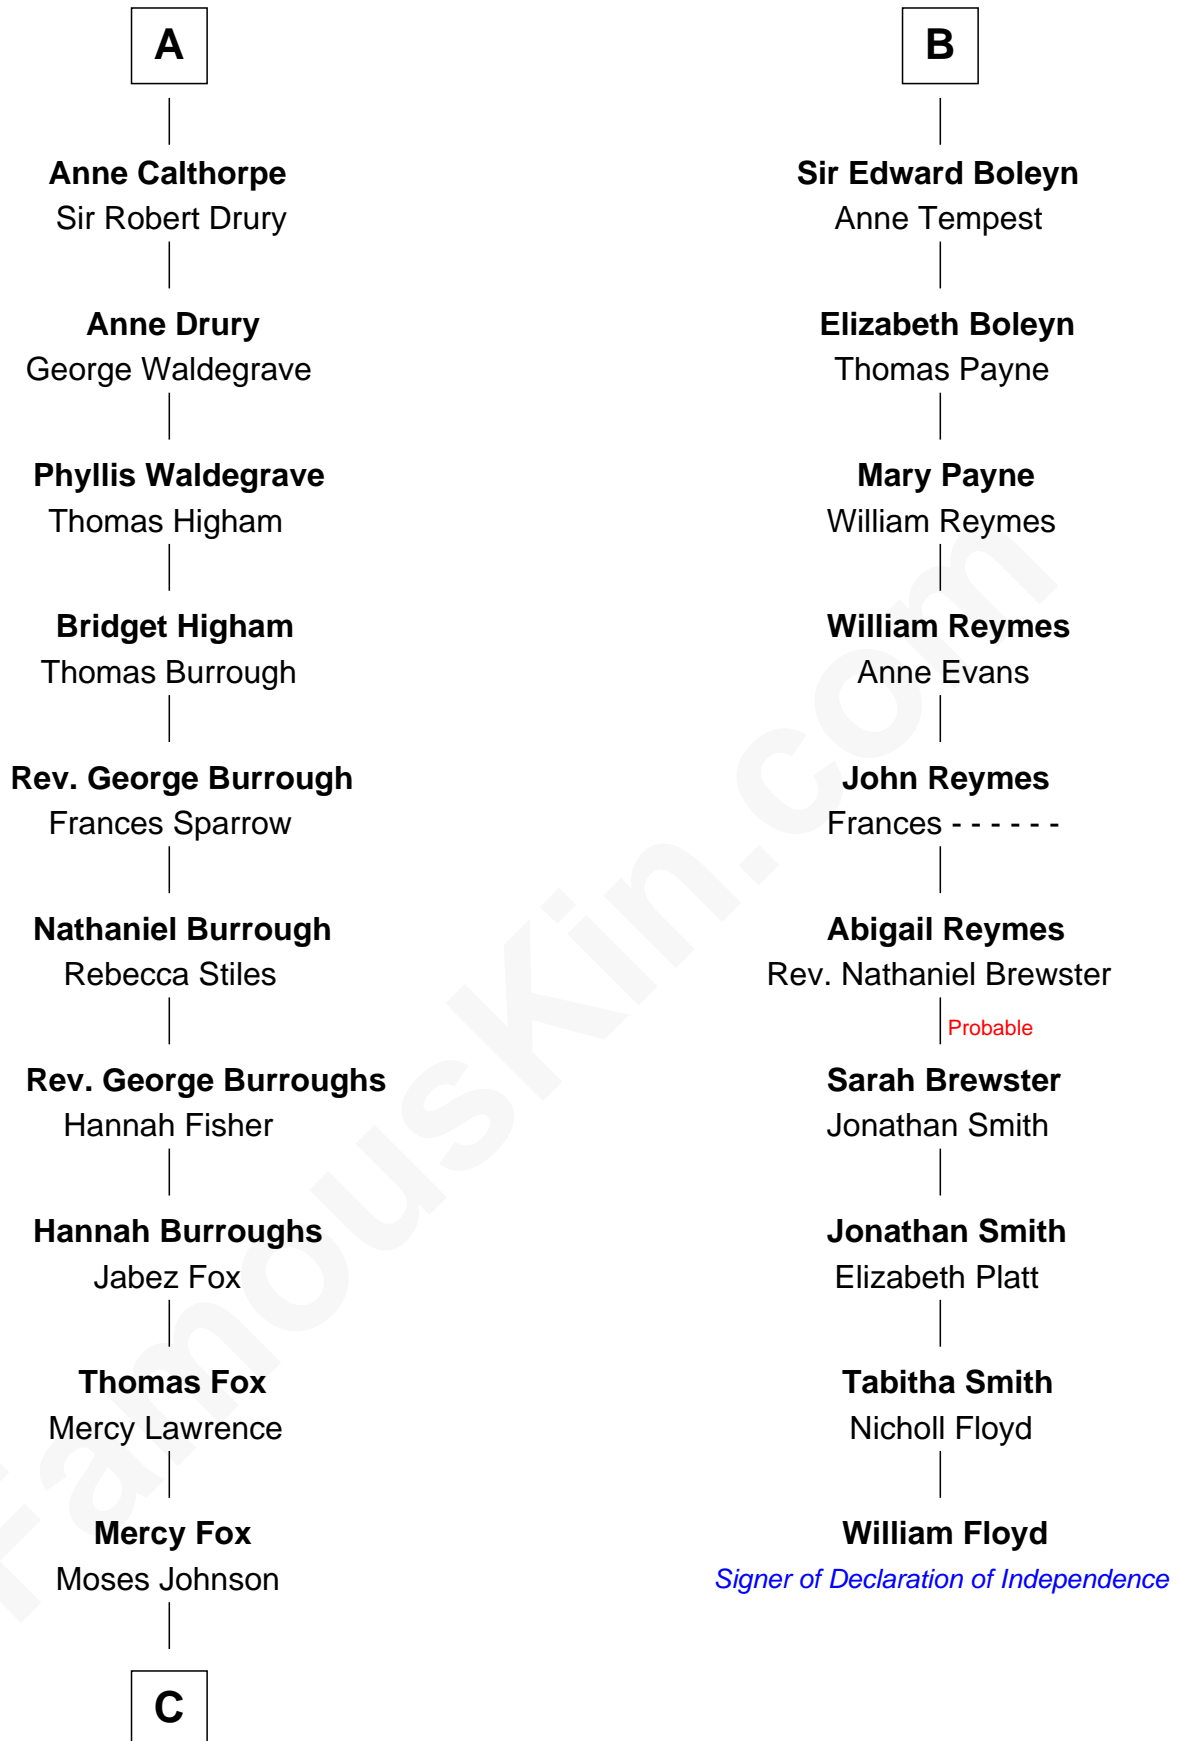 A
Anne Calthorpe
Sir Robert Drury
Anne Drury
George Waldegrave
Phyllis Waldegrave
Thomas Higham
Bridget Higham
Thomas Burrough
Rev. George Burrough
Frances Sparrow
Nathaniel Burrough
Rebecca Stiles
Rev. George Burroughs
Hannah Fisher
Hannah Burroughs
Jabez Fox
Thomas Fox
Mercy Lawrence
Mercy Fox
Moses Johnson
C
B
Sir Edward Boleyn
Anne Tempest
Elizabeth Boleyn
Thomas Payne
Mary Payne
William Reymes
William Reymes
Anne Evans
John Reymes
Frances - - - - - -
Abigail Reymes
Rev. Nathaniel Brewster
Probable
Sarah Brewster
Jonathan Smith
Jonathan Smith
Elizabeth Platt
Tabitha Smith
Nicholl Floyd
William Floyd
Signer of Declaration of Independence
FamousKin.com